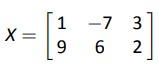 X = [1 -7 3
9 6 2]